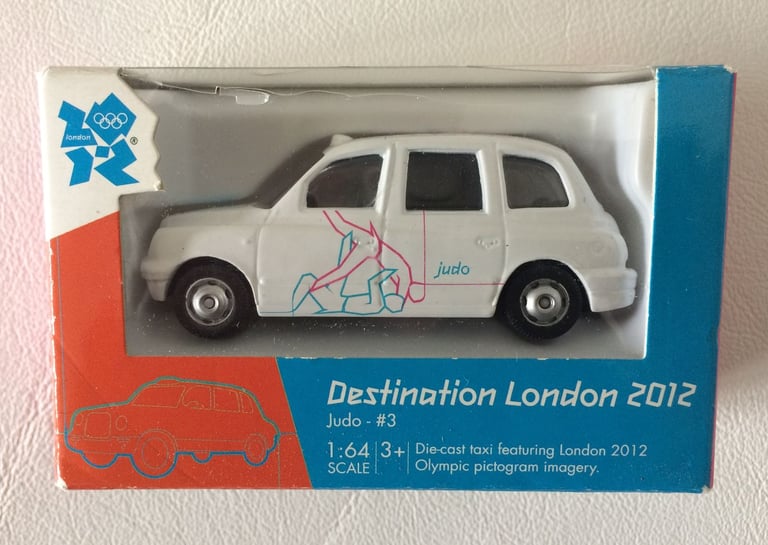 london
®
judo
Destination London 2012
Judo - #3
1:64 3+ Die-cast taxi featuring London 2012
SCALE Olympic pictogram imagery.